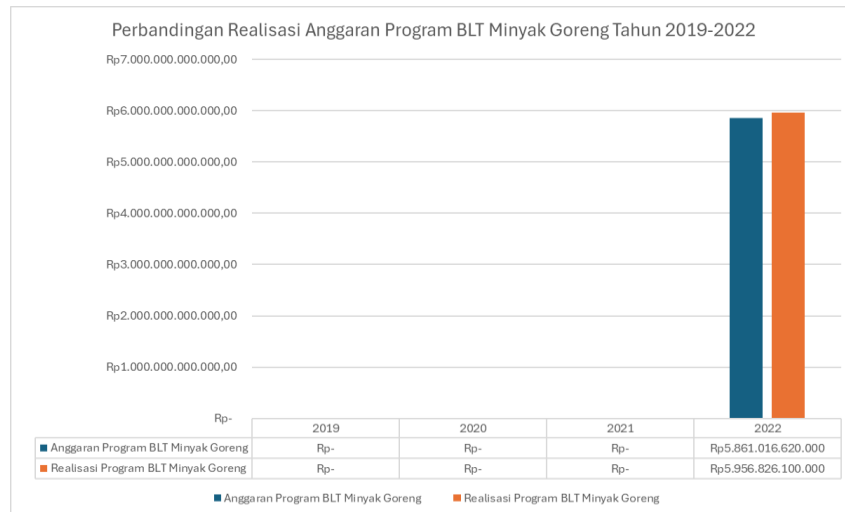 Perbandingan Realisasi Anggaran Program BLT Minyak Goreng Tahun 2019-2022
Rp7.000.000.000.000,00
Rp6.000.000.000.000,00
Rp5.000.000.000.000,00
Rp4.000.000.000.000,00
Rp3.000.000.000.000,00
Rp2.000.000.000.000,00
Rp1.000.000.000.000,00
Rp-
2019 2020 2021 2022
Anggaran Program BLT Minyak Goreng Rp- Rp- Rp- Rp5.861.016.620.000
Realisasi Program BLT Minyak Goreng Rp- Rp- Rp- Rp5.956.826.100.000
Anggaran Program BLT Minyak Goreng Realisasi Program BLT Minyak Goreng